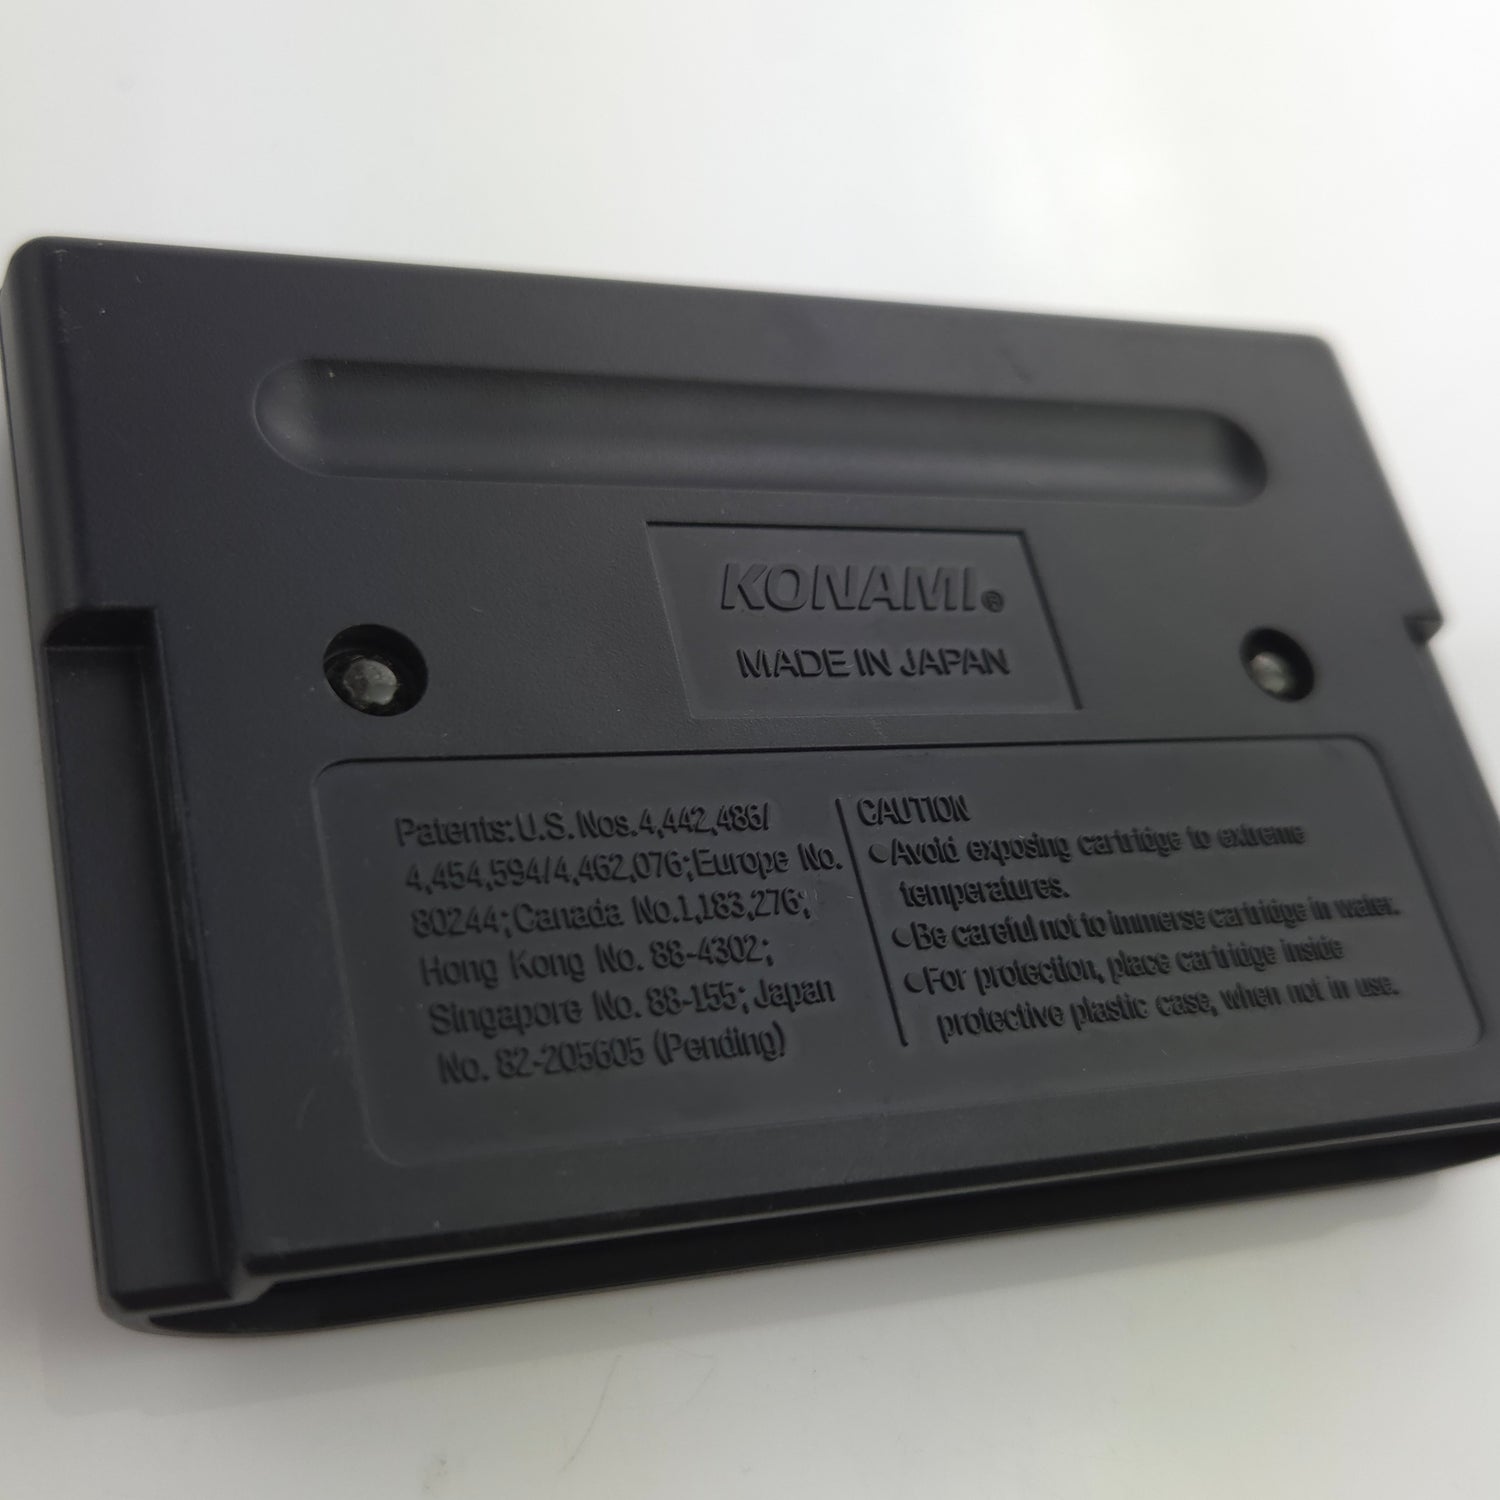 KONAMI®
MADE IN JAPAN
Patents: U.S. Nos. 4,442,486/
4,454,594/4,462,076; Europe No.
80244; Canada No. 1,183,276;
Hong Kong No. 88-4302;
Singapore No. 88-155; Japan
No. 82-205605 (Pending)
CAUTION
●Avoid exposing cartridge to extreme
temperatures.
●Be careful not to immerse cartridge in water.
●For protection, place cartridge inside
protective plastic case, when not in use.